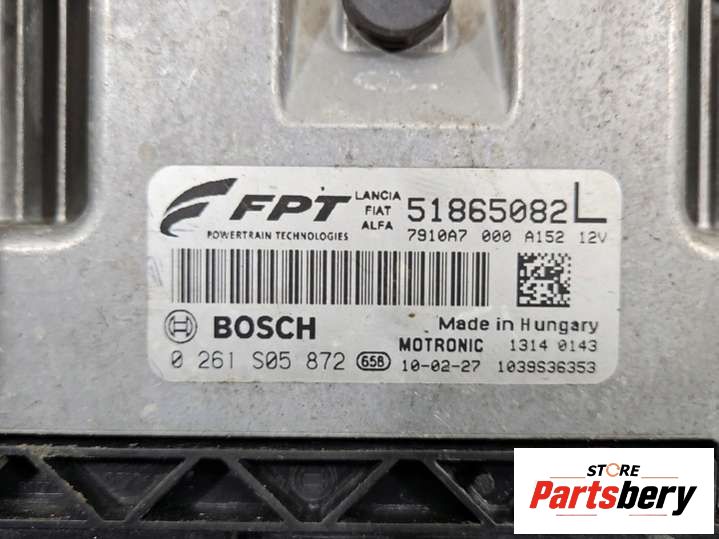 FPT
POWERTRAIN TECHNOLOGIES
LANCIA
FIAT
ALFA
51865082 L
7910A7 000 A152 12V
BOSCH
Made in Hungary
MOTRONIC 1314 0143
0 261 S05 872 658 10-02-27 1039S36353
STORE
Partsbery